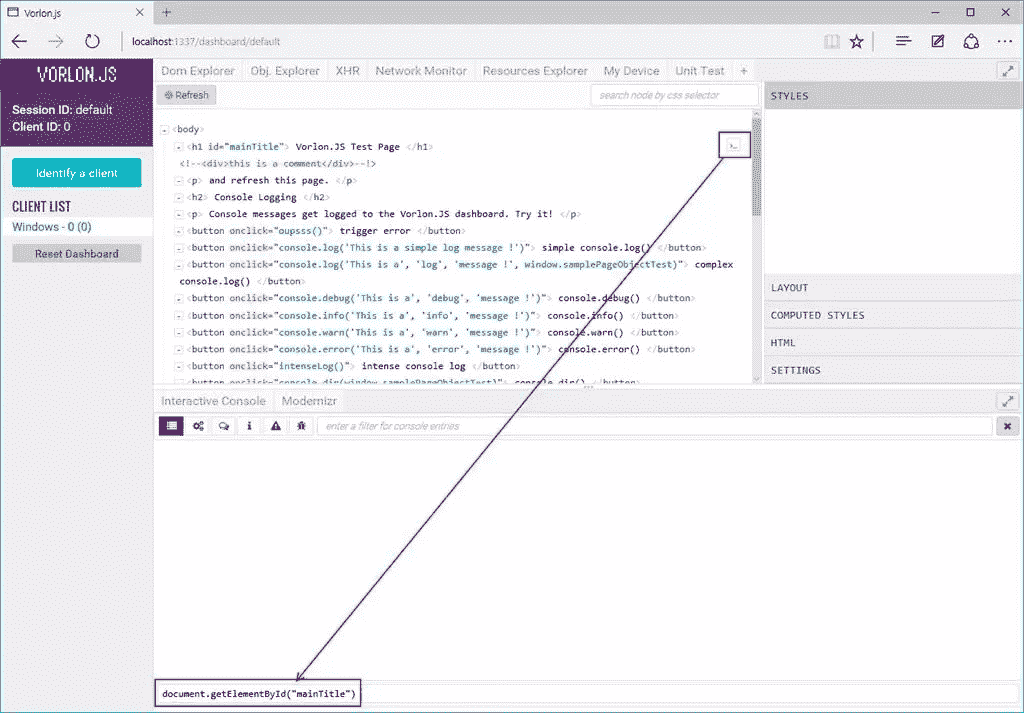 Vorlon.js
localhost:1337/dashboard/default
VORLON.JS
Session ID: default
Client ID: 0
Identify a client
CLIENT LIST
Windows - 0 (0)
Reset Dashboard
Dom Explorer Obj. Explorer XHR Network Monitor Resources Explorer My Device Unit Test +
Refresh
search node by css selector
<body>
<h1 id="mainTitle"> Vorlon.JS Test Page </h1>
<!--<div>this is a comment</div>--!>
<p> and refresh this page. </p>
<h2> Console Logging </h2>
<p> Console messages get logged to the Vorlon.JS dashboard. Try it! </p>
<button onclick="oupsss()"> trigger error </button>
<button onclick="console.log('This is a simple log message !')"> simple console.log() </button>
<button onclick="console.log('This is a', 'log', 'message !', window.samplePageObjectTest)"> complex
console.log() </button>
<button onclick="console.debug('This is a', 'debug', 'message !')"> console.debug() </button>
<button onclick="console.info('This is a', 'info', 'message !')"> console.info() </button>
<button onclick="console.warn('This is a', 'warn', 'message !')"> console.warn() </button>
<button onclick="console.error('This is a', 'error', 'message !')"> console.error() </button>
<button onclick="intenseLog()"> intense console log </button>
<button onclick="console.dir(window.samplePageObjectTest)"> console.dir() </button>
STYLES
LAYOUT
COMPUTED STYLES
HTML
SETTINGS
Interactive Console Modernizr
enter a filter for console entries
document.getElementById("mainTitle")